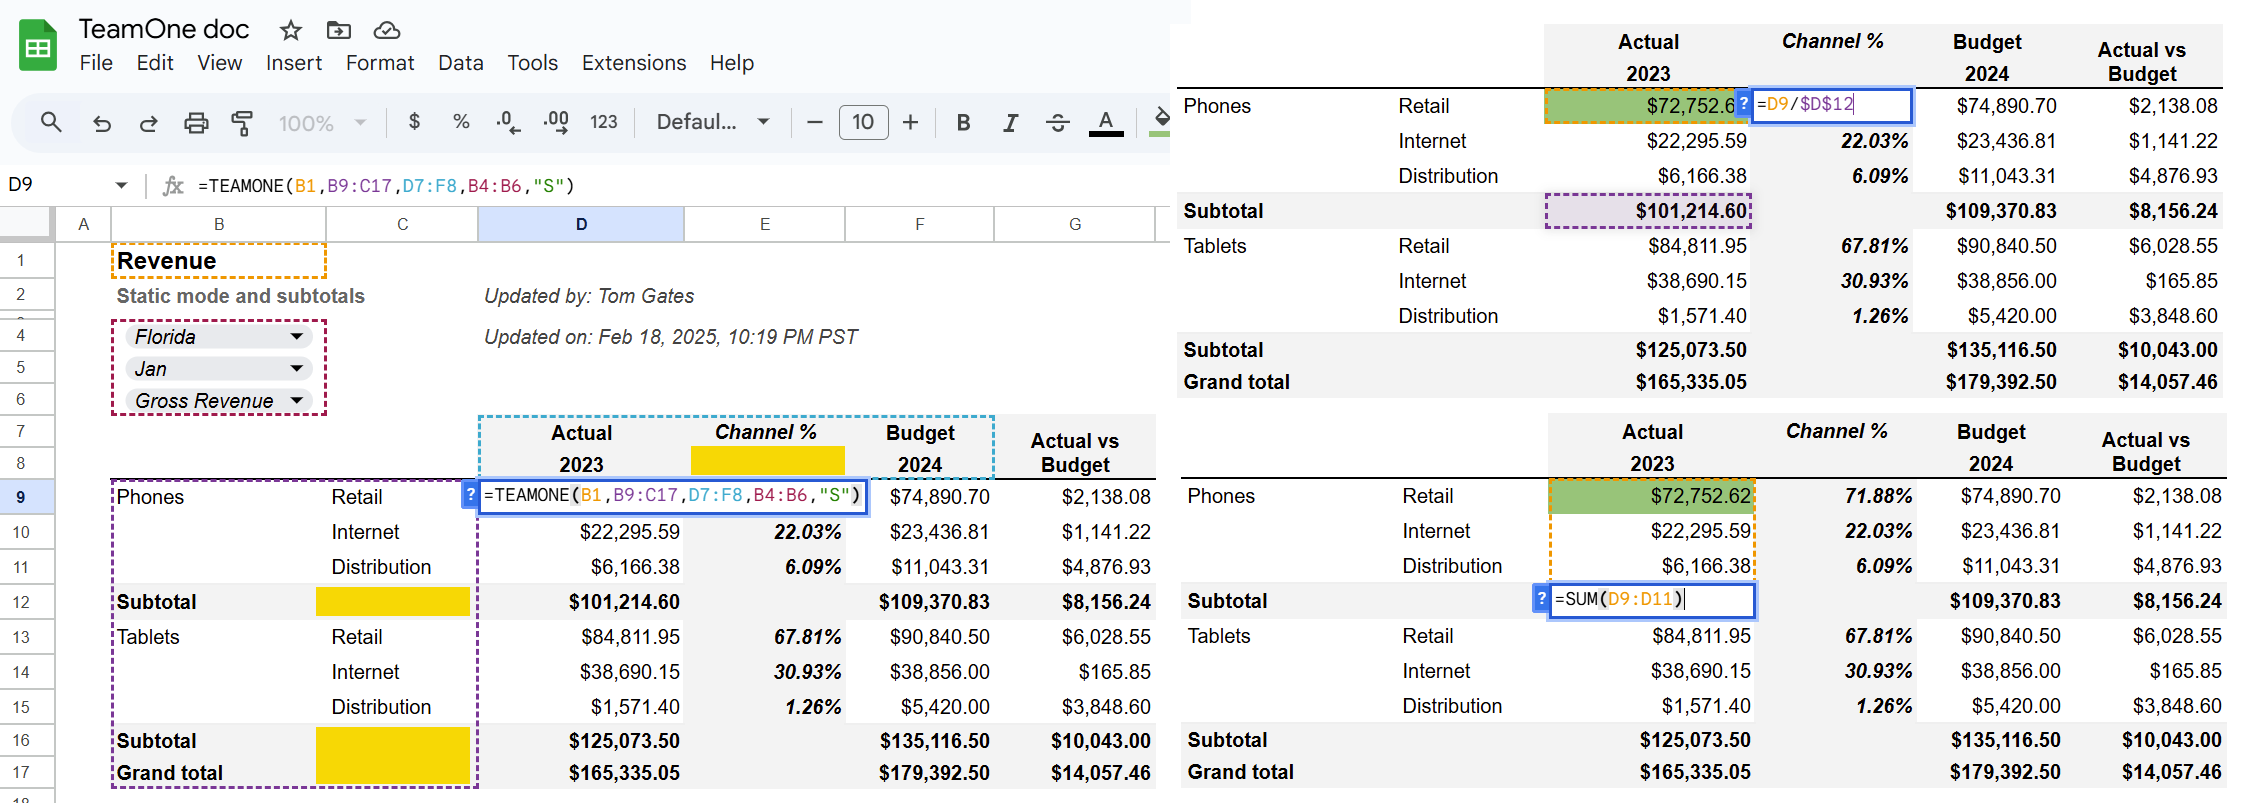 TeamOne doc
File Edit View Insert Format Data Tools Extensions Help
100% $ % .0 .00 123 Defaul... 10 B I S A
D9 fx =TEAMONE(B1,B9:C17,D7:F8,B4:B6,"S")
A B C D E F G
1 Revenue
2 Static mode and subtotals Updated by: Tom Gates
4 Florida Updated on: Feb 18, 2025, 10:19 PM PST
5 Jan
6 Gross Revenue
7 Actual Channel % Budget Actual vs
8 2023 2024 Budget
9 Phones Retail ? =TEAMONE(B1,B9:C17,D7:F8,B4:B6,"S") $74,890.70 $2,138.08
10 Internet $22,295.59 22.03% $23,436.81 $1,141.22
11 Distribution $6,166.38 6.09% $11,043.31 $4,876.93
12 Subtotal $101,214.60 $109,370.83 $8,156.24
13 Tablets Retail $84,811.95 67.81% $90,840.50 $6,028.55
14 Internet $38,690.15 30.93% $38,856.00 $165.85
15 Distribution $1,571.40 1.26% $5,420.00 $3,848.60
16 Subtotal $125,073.50 $135,116.50 $10,043.00
17 Grand total $165,335.05 $179,392.50 $14,057.46
Actual Channel % Budget Actual vs
2023 2024 Budget
Phones Retail $72,752.6 ? =D9/$D$12 $74,890.70 $2,138.08
Internet $22,295.59 22.03% $23,436.81 $1,141.22
Distribution $6,166.38 6.09% $11,043.31 $4,876.93
Subtotal $101,214.60 $109,370.83 $8,156.24
Tablets Retail $84,811.95 67.81% $90,840.50 $6,028.55
Internet $38,690.15 30.93% $38,856.00 $165.85
Distribution $1,571.40 1.26% $5,420.00 $3,848.60
Subtotal $125,073.50 $135,116.50 $10,043.00
Grand total $165,335.05 $179,392.50 $14,057.46
Actual Channel % Budget Actual vs
2023 2024 Budget
Phones Retail $72,752.62 71.88% $74,890.70 $2,138.08
Internet $22,295.59 22.03% $23,436.81 $1,141.22
Distribution $6,166.38 6.09% $11,043.31 $4,876.93
Subtotal ? =SUM(D9:D11) $109,370.83 $8,156.24
Tablets Retail $84,811.95 67.81% $90,840.50 $6,028.55
Internet $38,690.15 30.93% $38,856.00 $165.85
Distribution $1,571.40 1.26% $5,420.00 $3,848.60
Subtotal $125,073.50 $135,116.50 $10,043.00
Grand total $165,335.05 $179,392.50 $14,057.46